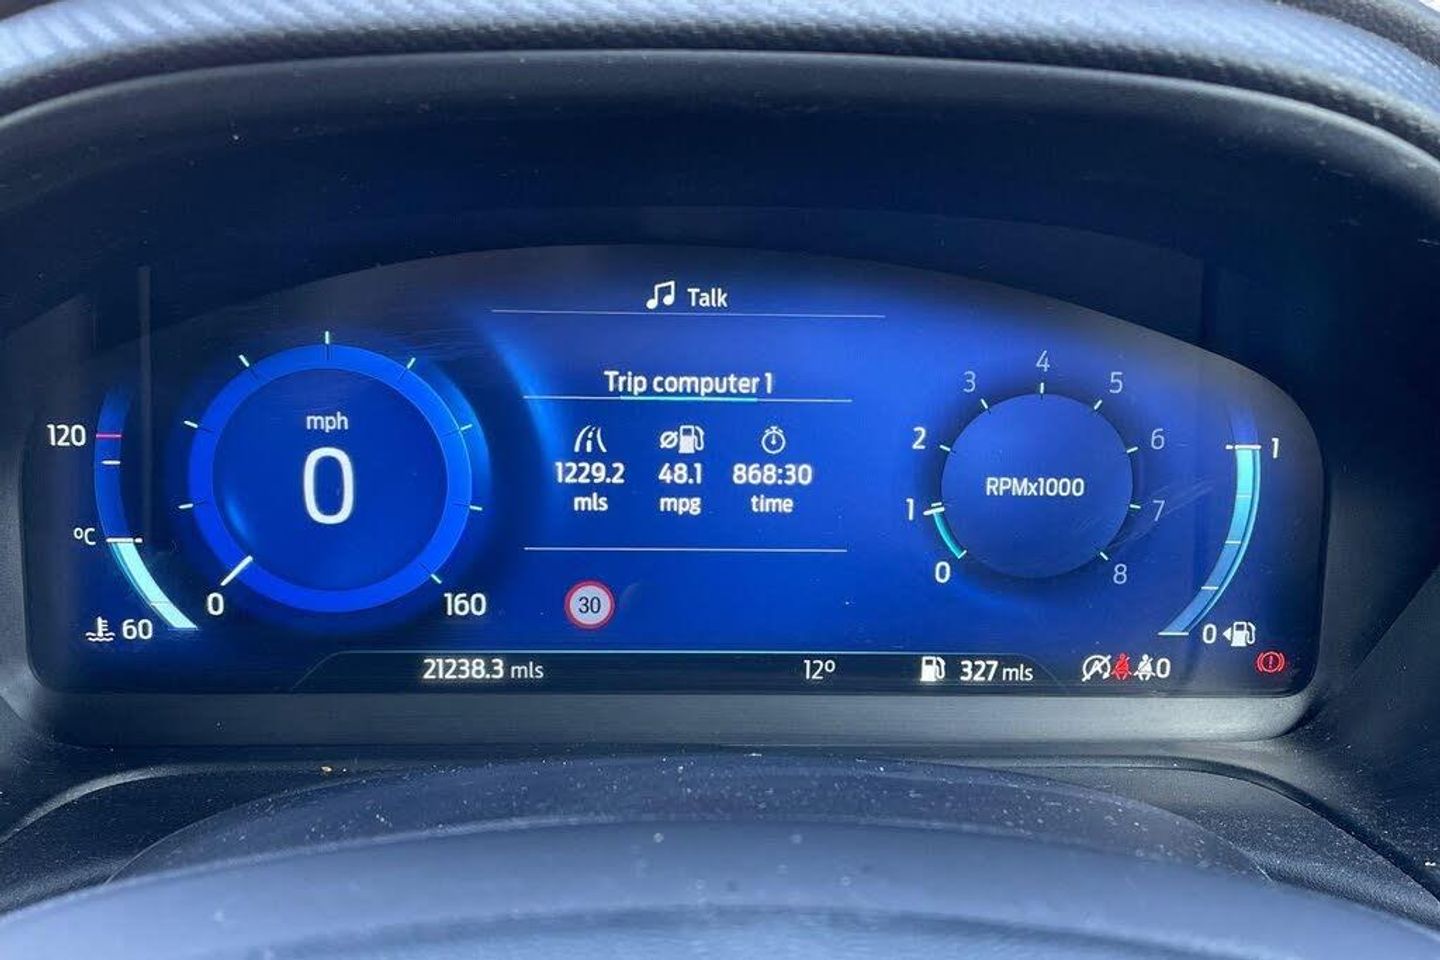 Talk
Trip computer 1
1229.2 48.1 868:30
mls mpg time
120
°C
60
mph
0
0 160
30
0 1 2 3 4 5 6 7 8
RPMx1000
1
0
21238.3 mls 12° 327 mls 0